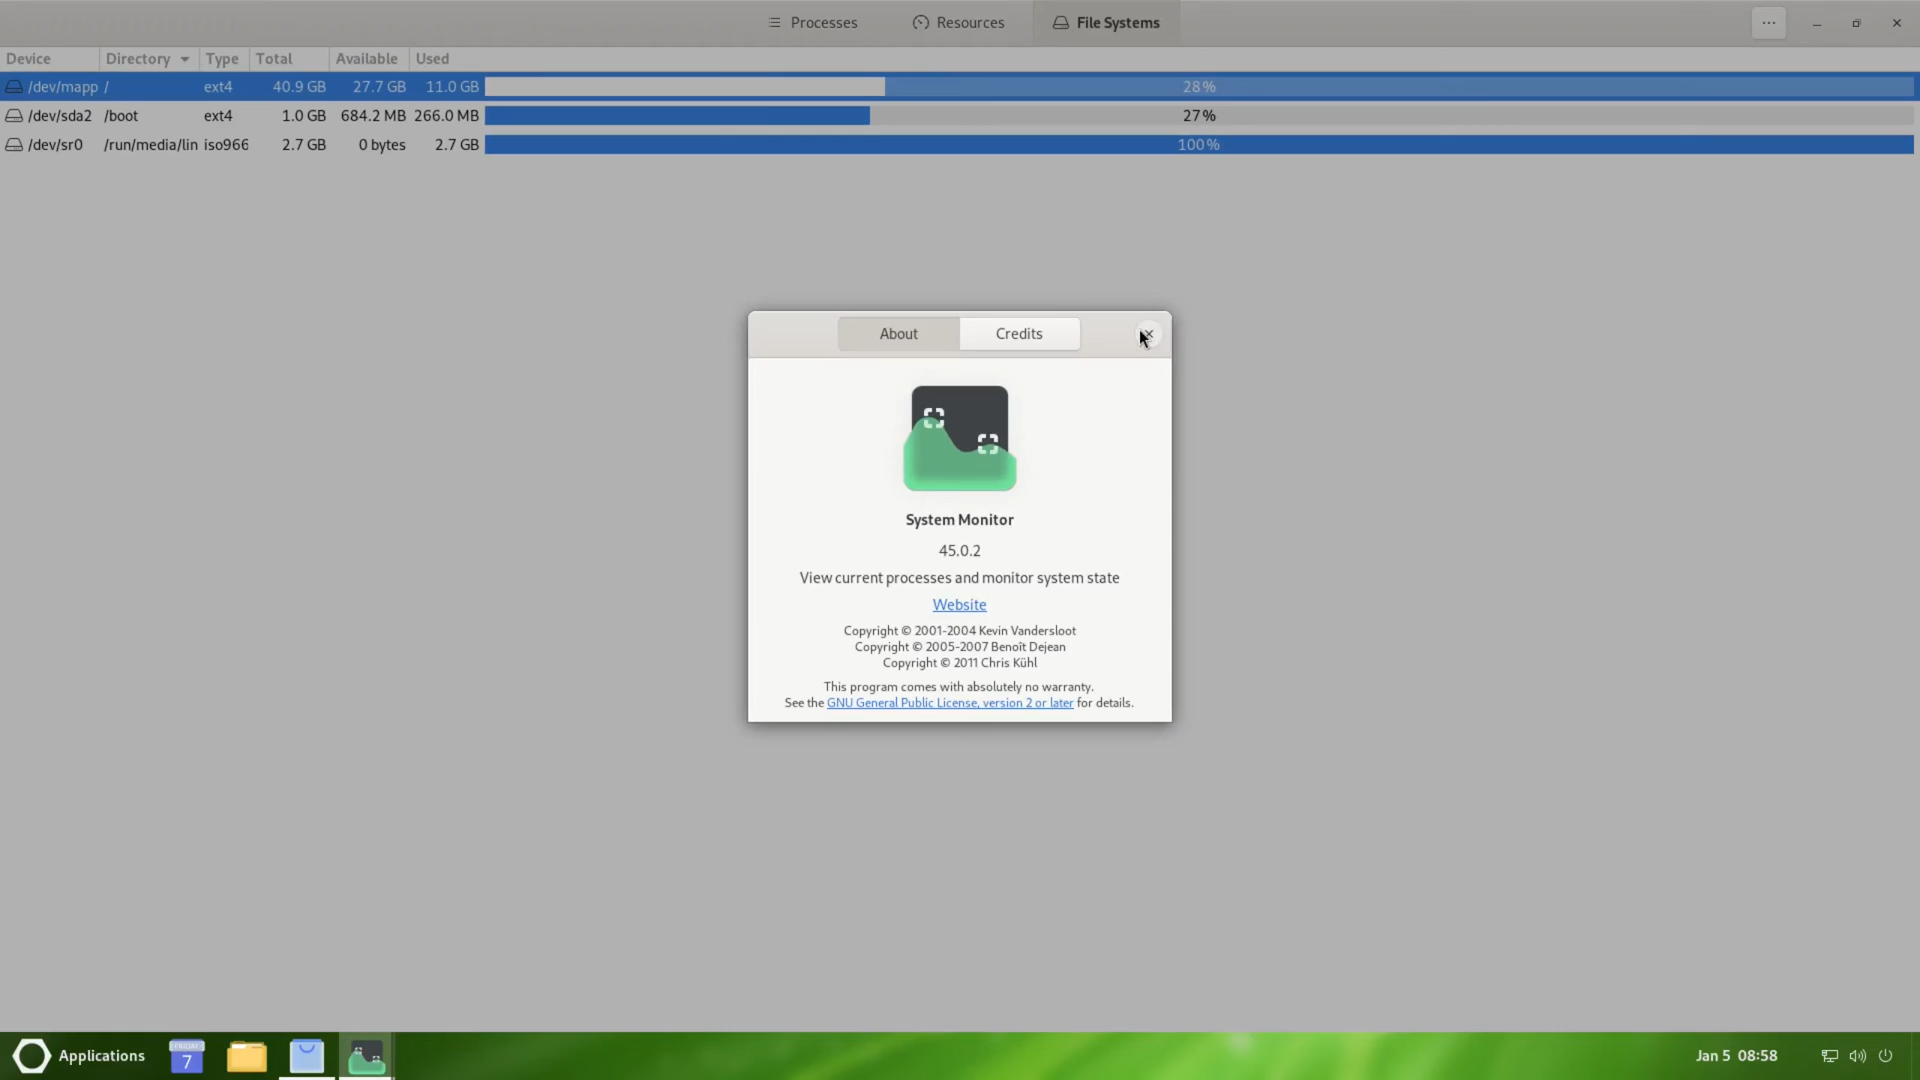 Processes Resources File Systems
Device Directory Type Total Available Used
/dev/mapp / ext4 40.9 GB 27.7 GB 11.0 GB 28%
/dev/sda2 /boot ext4 1.0 GB 684.2 MB 266.0 MB 27%
/dev/sr0 /run/media/lin iso966 2.7 GB 0 bytes 2.7 GB 100%
About Credits
System Monitor
45.0.2
View current processes and monitor system state
Website
Copyright © 2001-2004 Kevin Vandersloot
Copyright © 2005-2007 Benoît Dejean
Copyright © 2011 Chris Kühl
This program comes with absolutely no warranty.
See the GNU General Public License, version 2 or later for details.
FRIDAY
7
Applications
Jan 5 08:58